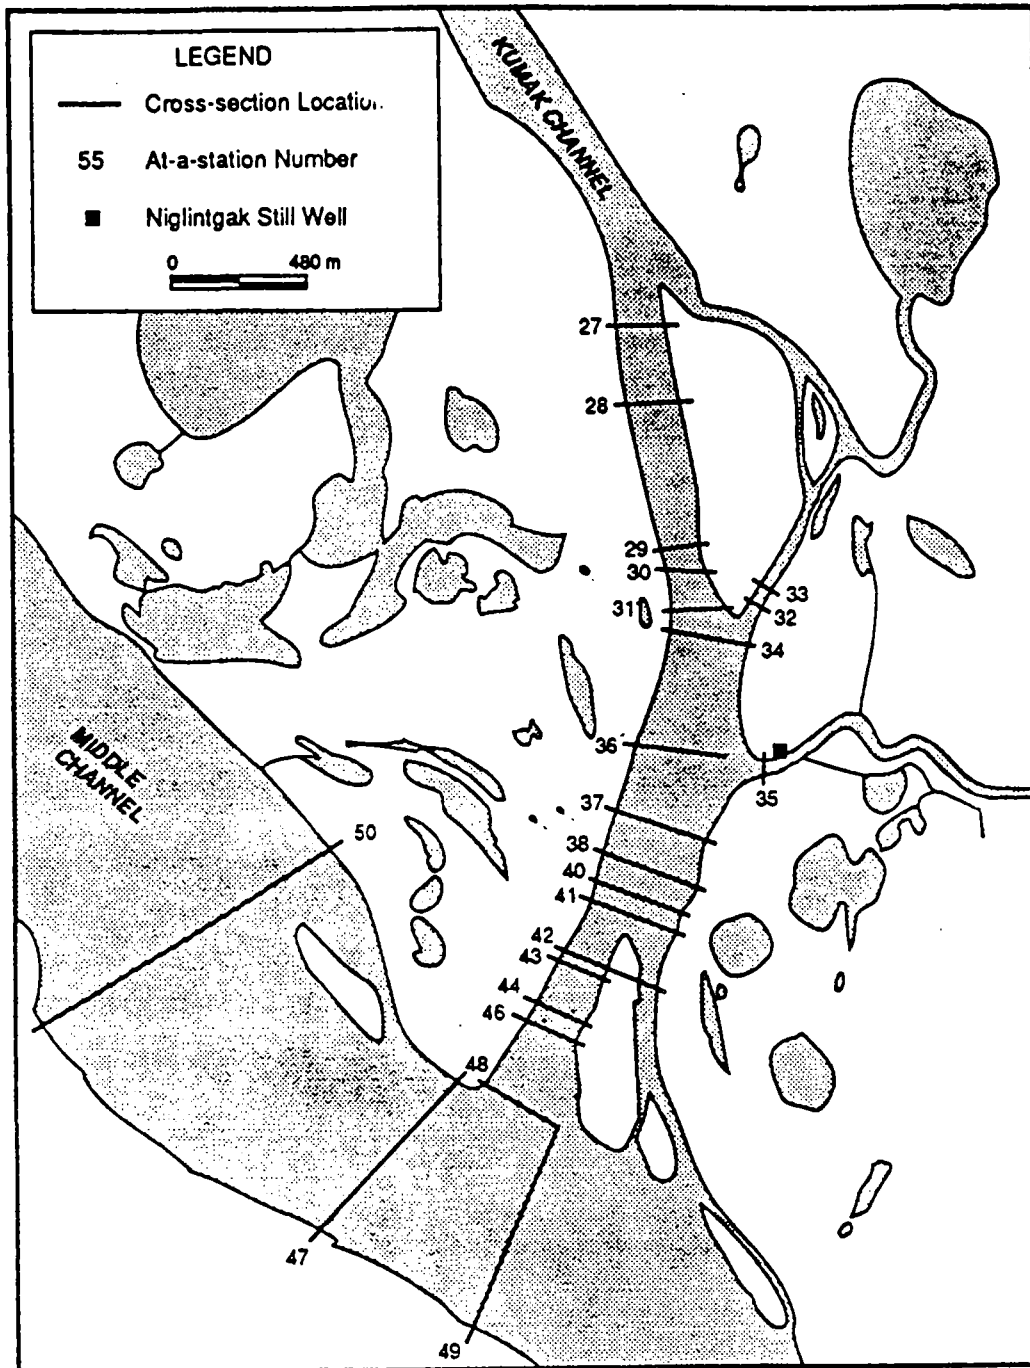 LEGEND
Cross-section Location
55 At-a-station Number
Niglintgak Still Well
0 480 m
KUMAK CHANNEL
27
28
29
30
33
31
32
34
36
35
37
MIDDLE
CHANNEL
50
38
40
41
42
43
44
46
48
47
49